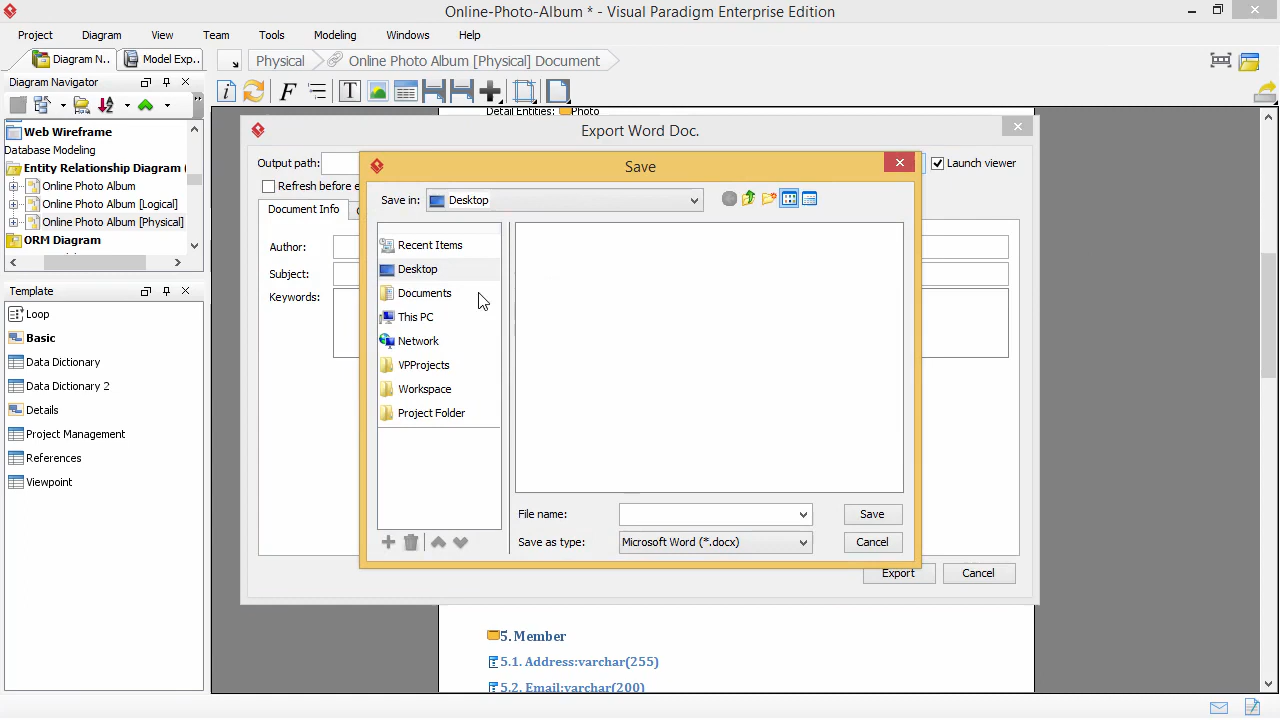 Online-Photo-Album * - Visual Paradigm Enterprise Edition
Project Diagram View Team Tools Modeling Windows Help
Diagram N.. Model Exp..
Physical Online Photo Album [Physical] Document
Diagram Navigator
Web Wireframe
Database Modeling
Entity Relationship Diagram (
Online Photo Album
Online Photo Album [Logical]
Online Photo Album [Physical]
ORM Diagram
Template
Loop
Basic
Data Dictionary
Data Dictionary 2
Details
Project Management
References
Viewpoint
Detail Entities: Photo
Export Word Doc.
Output path:
Launch viewer
Refresh before e
Document Info
Author:
Subject:
Keywords:
Export Cancel
Save
Save in: Desktop
Recent Items
Desktop
Documents
This PC
Network
VPProjects
Workspace
Project Folder
File name: Save
Save as type: Microsoft Word (*.docx) Cancel
5. Member
5.1. Address:varchar(255)
5.2. Email:varchar(200)